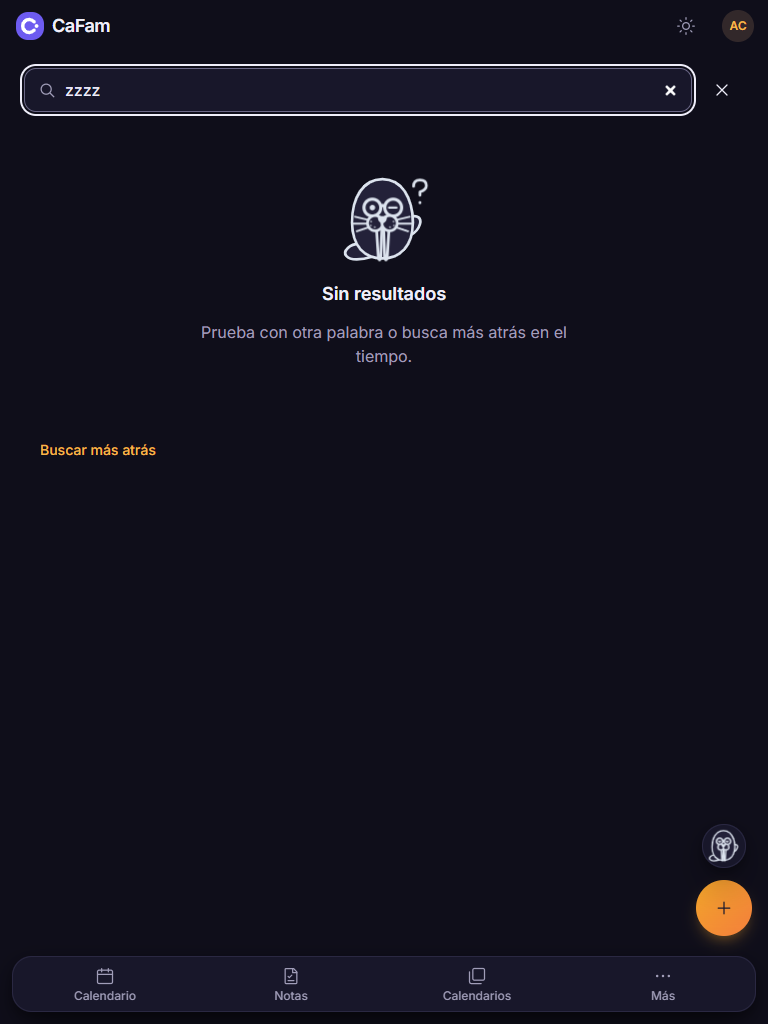 CaFam
AC
zzzz
?
Sin resultados
Prueba con otra palabra o busca más atrás en el
tiempo.
Buscar más atrás
Calendario
Notas
Calendarios
Más